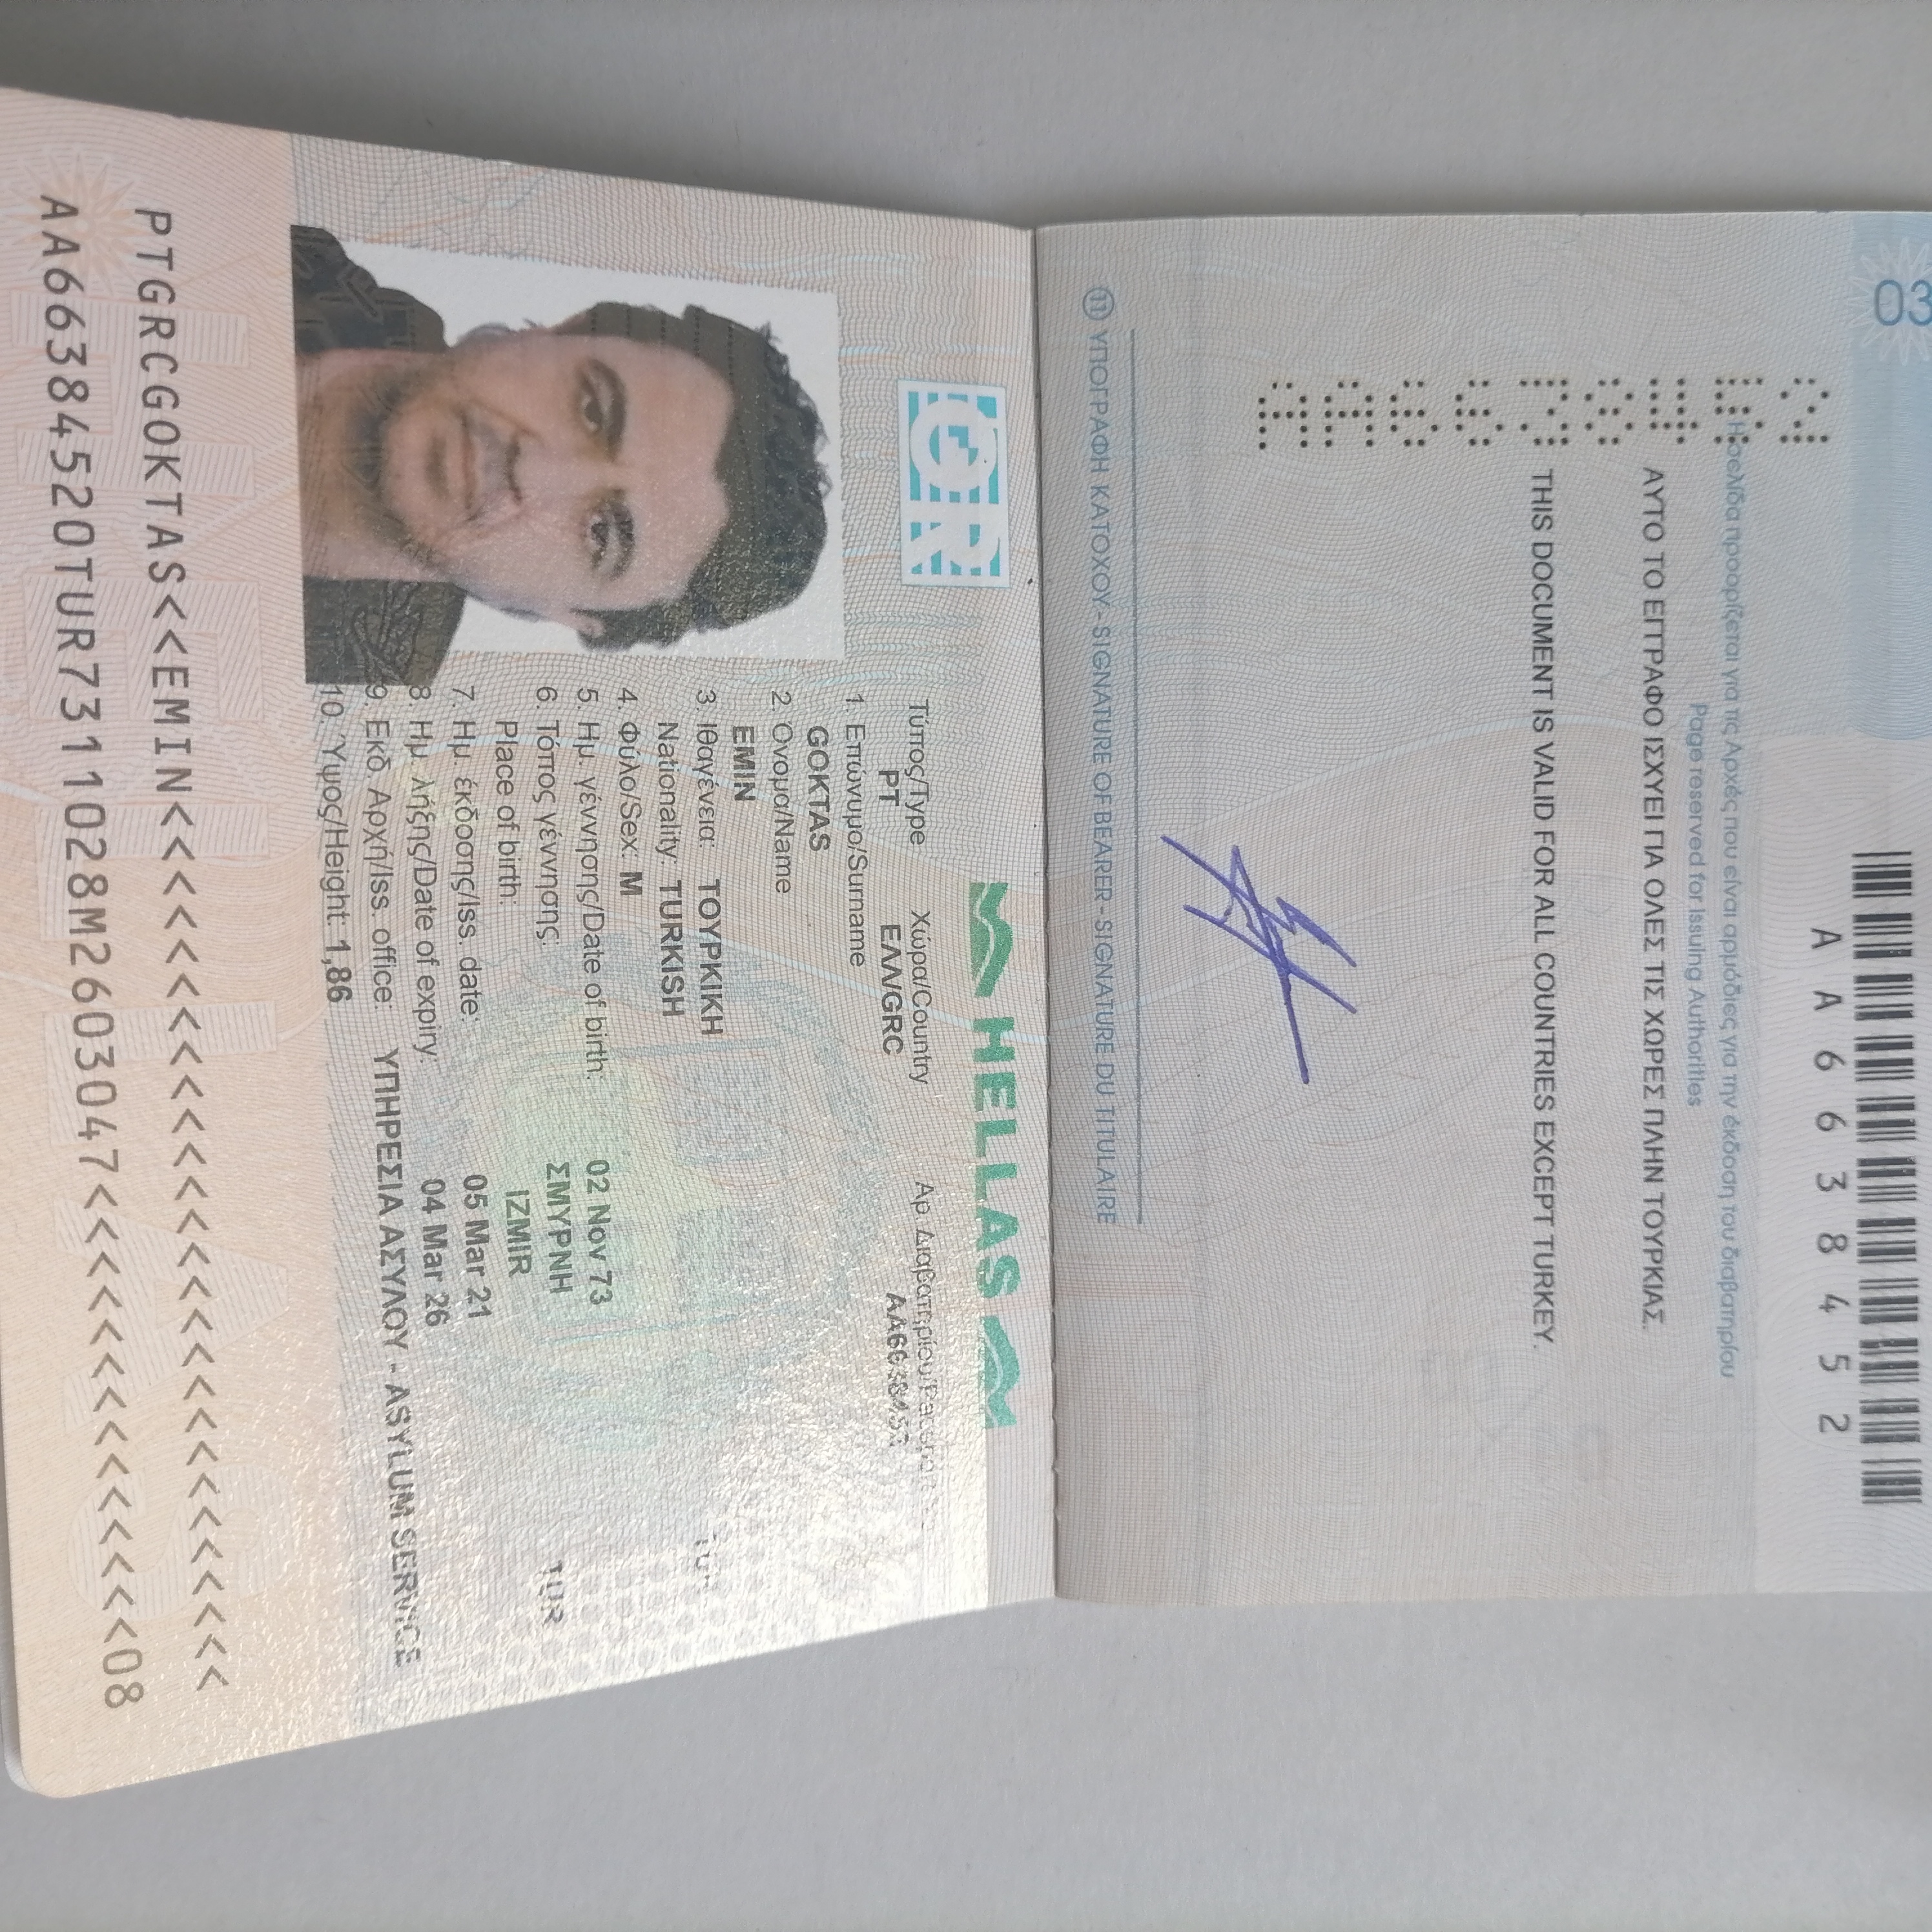 03
A A 6 6 3 8 4 5 2
Η σελίδα προορίζεται για τις Αρχές που είναι αρμόδιες για την έκδοση του διαβατηρίου
Page reserved for Issuing Authorities
AA6638452
ΑΥΤΟ ΤΟ ΕΓΓΡΑΦΟ ΙΣΧΥΕΙ ΓΙΑ ΟΛΕΣ ΤΙΣ ΧΩΡΕΣ ΠΛΗΝ ΤΟΥΡΚΙΑΣ.
THIS DOCUMENT IS VALID FOR ALL COUNTRIES EXCEPT TURKEY.
11 ΥΠΟΓΡΑΦΗ ΚΑΤΟΧΟΥ - SIGNATURE OF BEARER - SIGNATURE DU TITULAIRE
GR HELLAS
Τύπος/Type Χώρα/Country Αρ. Διαβατηρίου/
PT ΕΛΛ/GRC AA6638452
1. Επώνυμο/Surname
GOKTAS
2. Όνομα/Name
EMIN
3. Ιθαγένεια: ΤΟΥΡΚΙΚΗ TUR
Nationality: TURKISH
4. Φύλο/Sex: M
5. Ημ. γέννησης/Date of birth: 02 Nov 73
6. Τόπος γέννησης: ΣΜΥΡΝΗ TUR
Place of birth: IZMIR
7. Ημ. έκδοσης/Iss. date: 05 Mar 21
8. Ημ. λήξης/Date of expiry: 04 Mar 26
9. Εκδ. Αρχή/Iss. office: ΥΠΗΡΕΣΙΑ ΑΣΥΛΟΥ - ASYLUM SERVICE
10. Ύψος/Height: 1,86
PTGRCGOKTAS<<EMIN<<<<<<<<<<<<<<<<<<<<<<<<<<<
AA66384520TUR7311028M2603047<<<<<<<<<<<<<<08